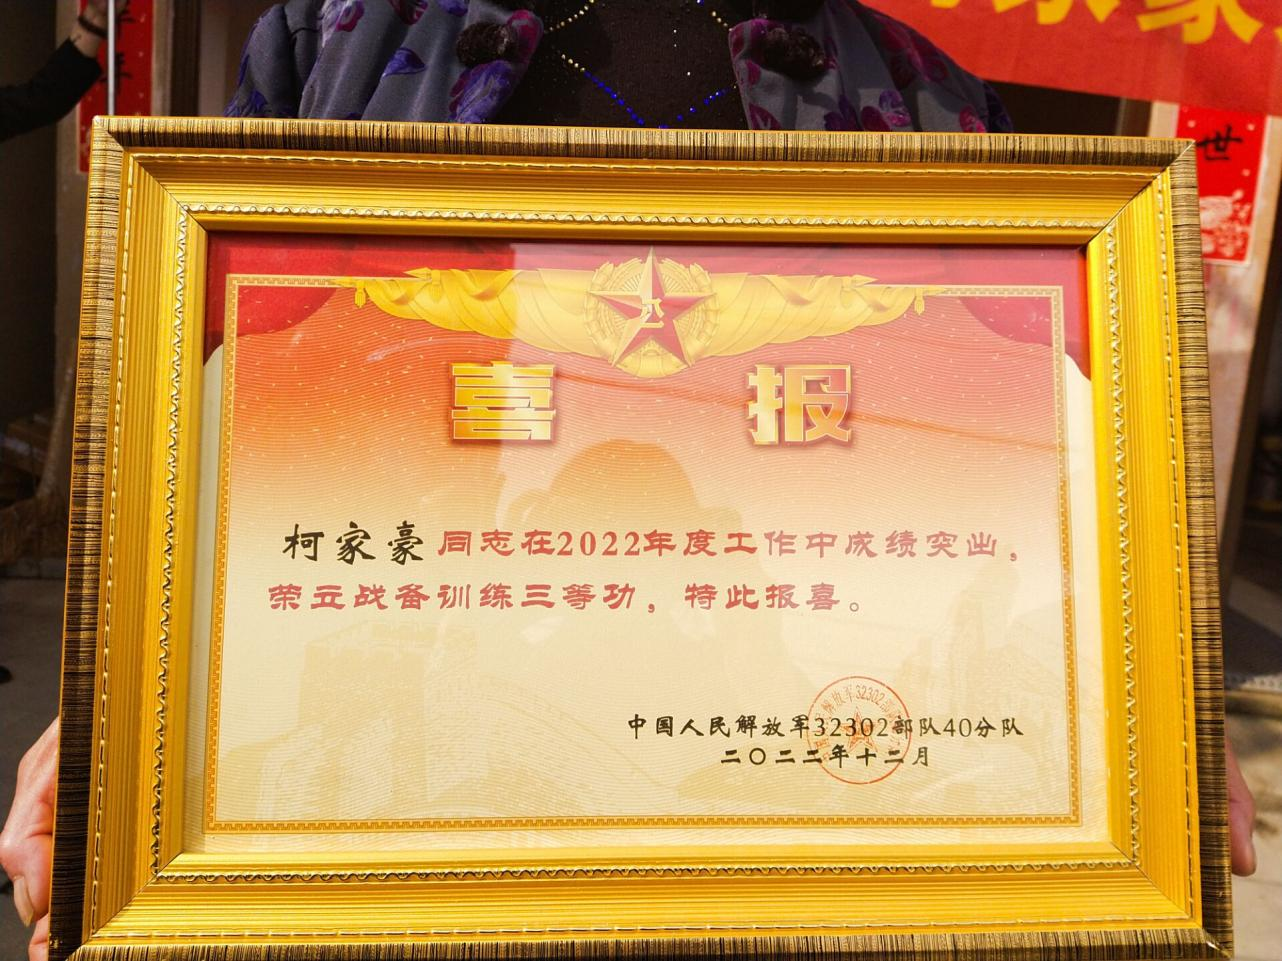 世
喜报
柯家豪同志在2022年度工作中成绩突出，
荣立战备训练三等功，特此报喜。
中国人民解放军32302部队40分队
二〇二二年十二月